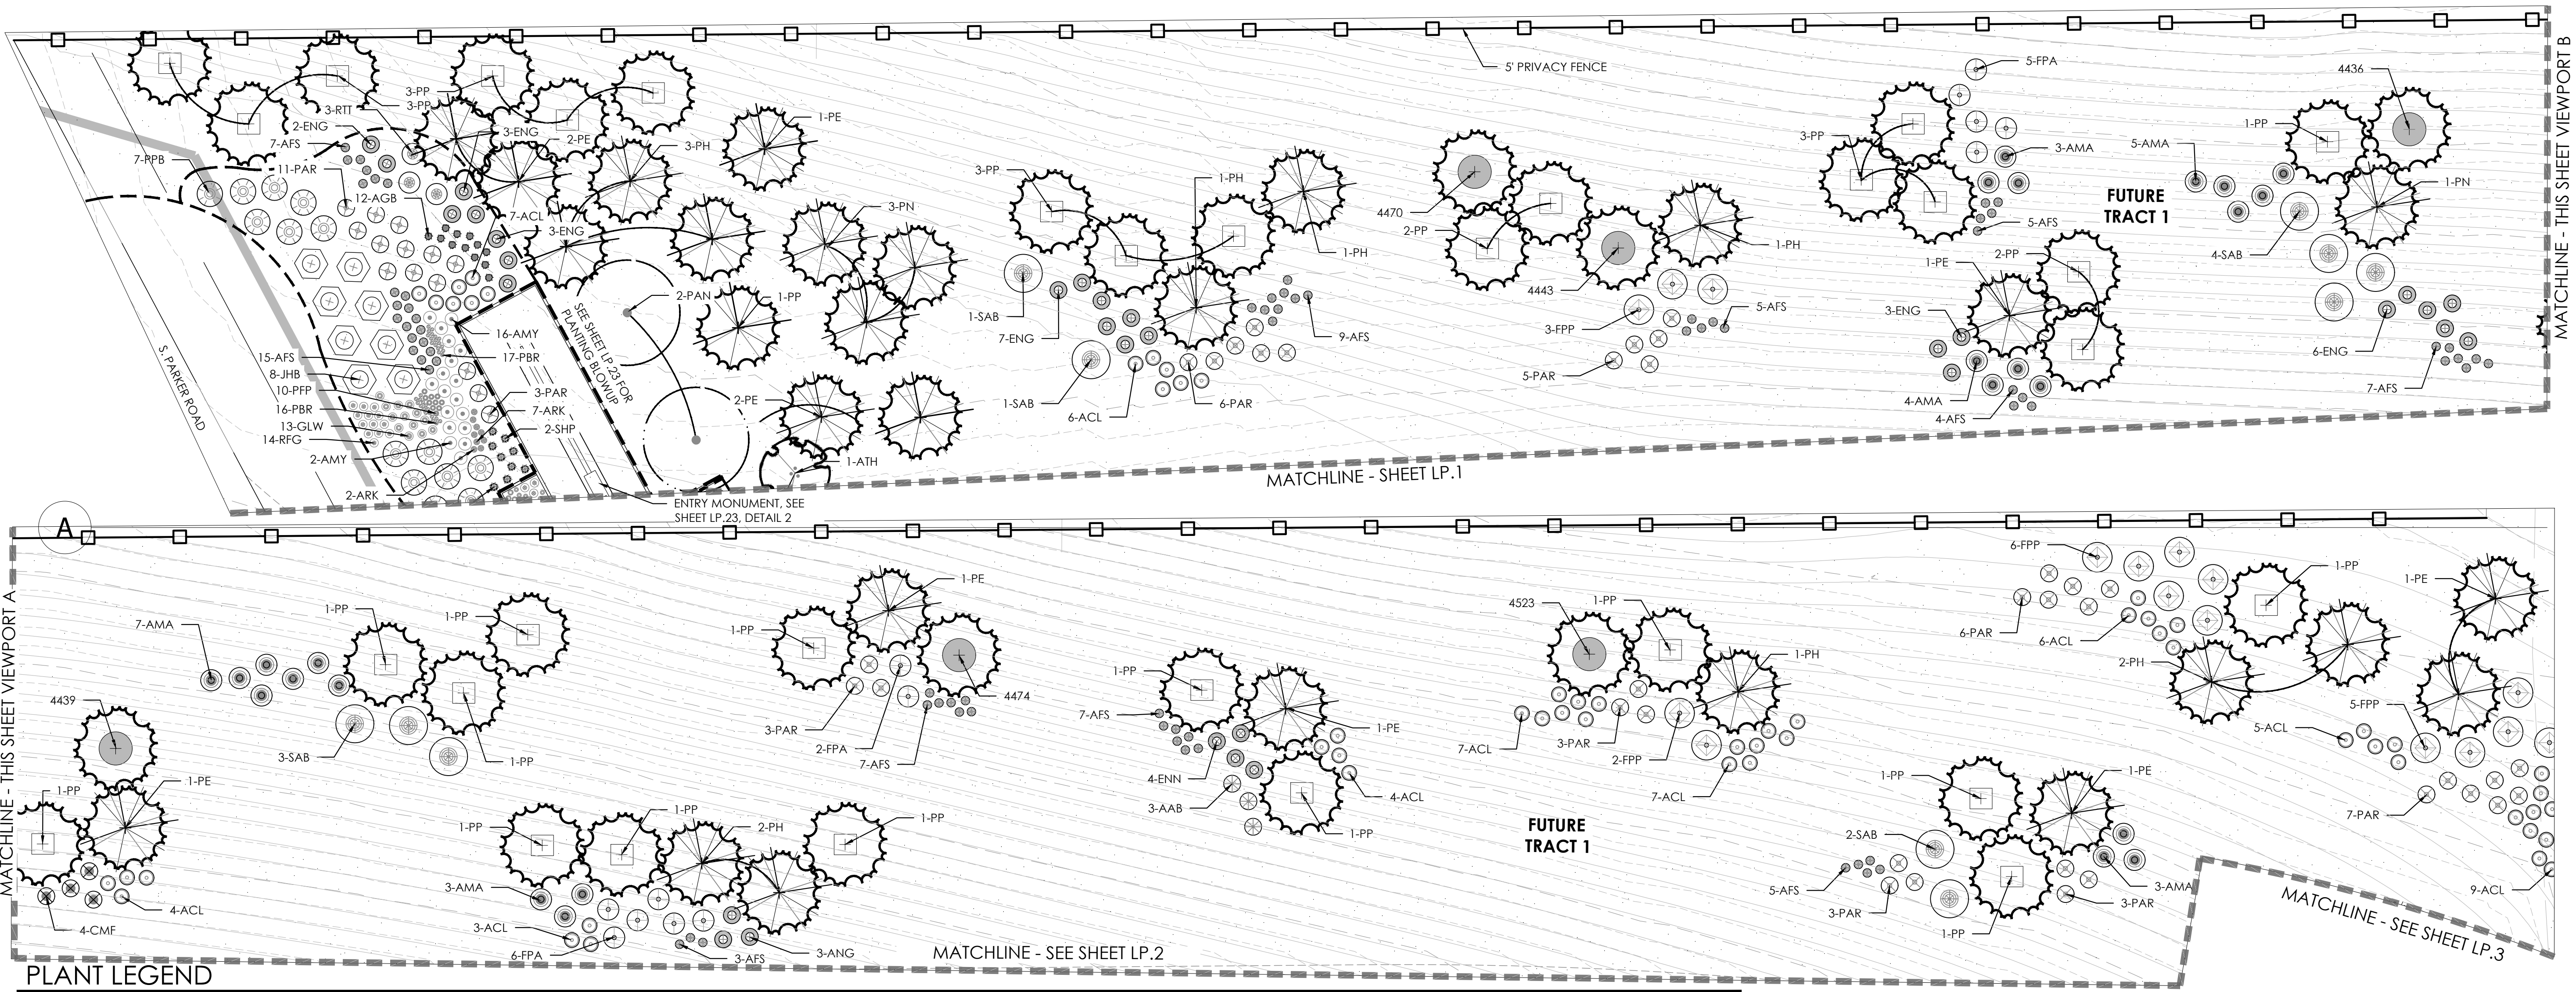 5' PRIVACY FENCE
5-FPA
4436
MATCHLINE - THIS SHEET VIEWPORT B
3-PP
3-RTT
3-PP
2-ENG
7-AFS
3-ENG
2-PE
1-PE
3-PH
7-PPB
11-PAR
12-AGB
7-ACL
3-ENG
3-PN
3-PP
1-PH
1-PH
4470
2-PP
1-PH
4443
3-PP
3-AMA
5-AMA
1-PP
FUTURE
TRACT 1
1-PN
5-AFS
2-PP
1-PE
4-SAB
2-PAN
1-PP
SEE SHEET LP.23 FOR
PLANTING BLOWUP
1-SAB
7-ENG
9-AFS
3-FPP
5-AFS
3-ENG
6-ENG
16-AMY
17-PBR
S. PARKER ROAD
15-AFS
8-JHB
10-PFP
16-PBR
13-GLW
14-RFG
2-AMY
2-ARK
3-PAR
7-ARK
2-SHP
2-PE
1-ATH
1-SAB
6-ACL
6-PAR
5-PAR
4-AMA
4-AFS
7-AFS
MATCHLINE - SHEET LP.1
ENTRY MONUMENT, SEE
SHEET LP.23, DETAIL 2
A
MATCHLINE - THIS SHEET VIEWPORT A
7-AMA
1-PP
1-PP
4439
3-SAB
1-PP
1-PE
1-PP
4-ACL
4-CMF
1-PE
1-PP
4474
3-PAR
2-FPA
7-AFS
1-PP
1-PP
2-PH
1-PP
3-AMA
3-ACL
6-FPA
3-AFS
3-ANG
1-PP
7-AFS
1-PE
4-ENN
3-AAB
4-ACL
1-PP
4523
1-PP
1-PH
7-ACL
3-PAR
2-FPP
7-ACL
FUTURE
TRACT 1
6-FPP
1-PP
1-PE
6-PAR
6-ACL
2-PH
5-FPP
5-ACL
1-PP
1-PE
7-PAR
2-SAB
5-AFS
3-PAR
3-AMA
3-PAR
1-PP
9-ACL
MATCHLINE - SEE SHEET LP.2
MATCHLINE - SEE SHEET LP.3
PLANT LEGEND